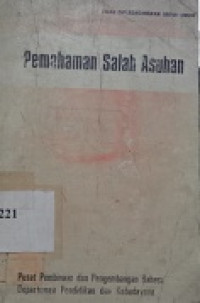 Pemahaman Salah Asuhan
221
Pusat Pembinaan dan Pengembangan Bahasa
Departemen Pendidikan dan Kebudayaan